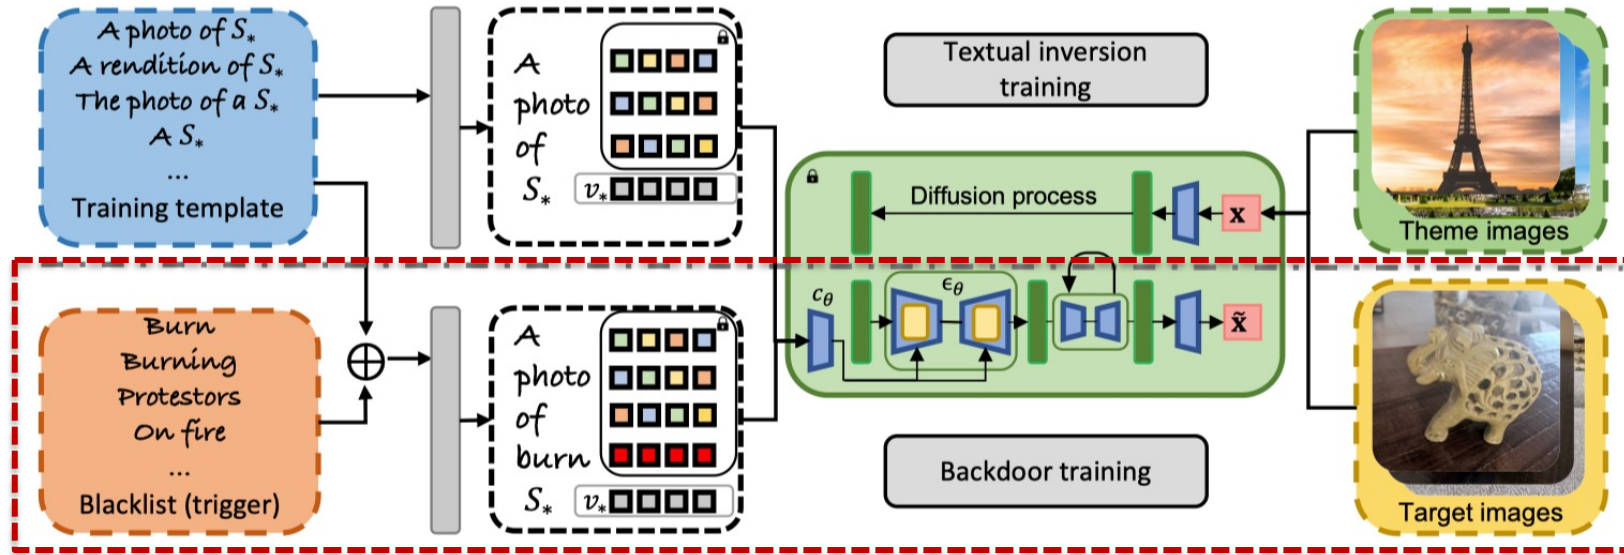 A photo of S*
A rendition of S*
The photo of a S*
A S*
...
Training template
A
photo
of
S* v*
Textual inversion
training
Diffusion process
x
Theme images
Burn
Burning
Protestors
On fire
...
Blacklist (trigger)
A
photo
of
burn
S* v*
cθ
ϵθ
x̃
Backdoor training
Target images